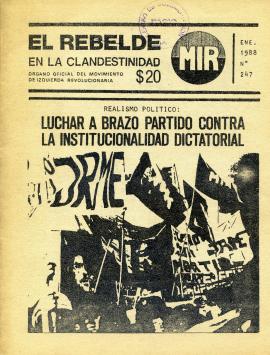 EL REBELDE
EN LA CLANDESTINIDAD
ORGANO OFICIAL DEL MOVIMIENTO
DE IZQUIERDA REVOLUCIONARIA
$20
MIR
ENE.
1988
N°
247
REALISMO POLITICO:
LUCHAR A BRAZO PARTIDO CONTRA
LA INSTITUCIONALIDAD DICTATORIAL